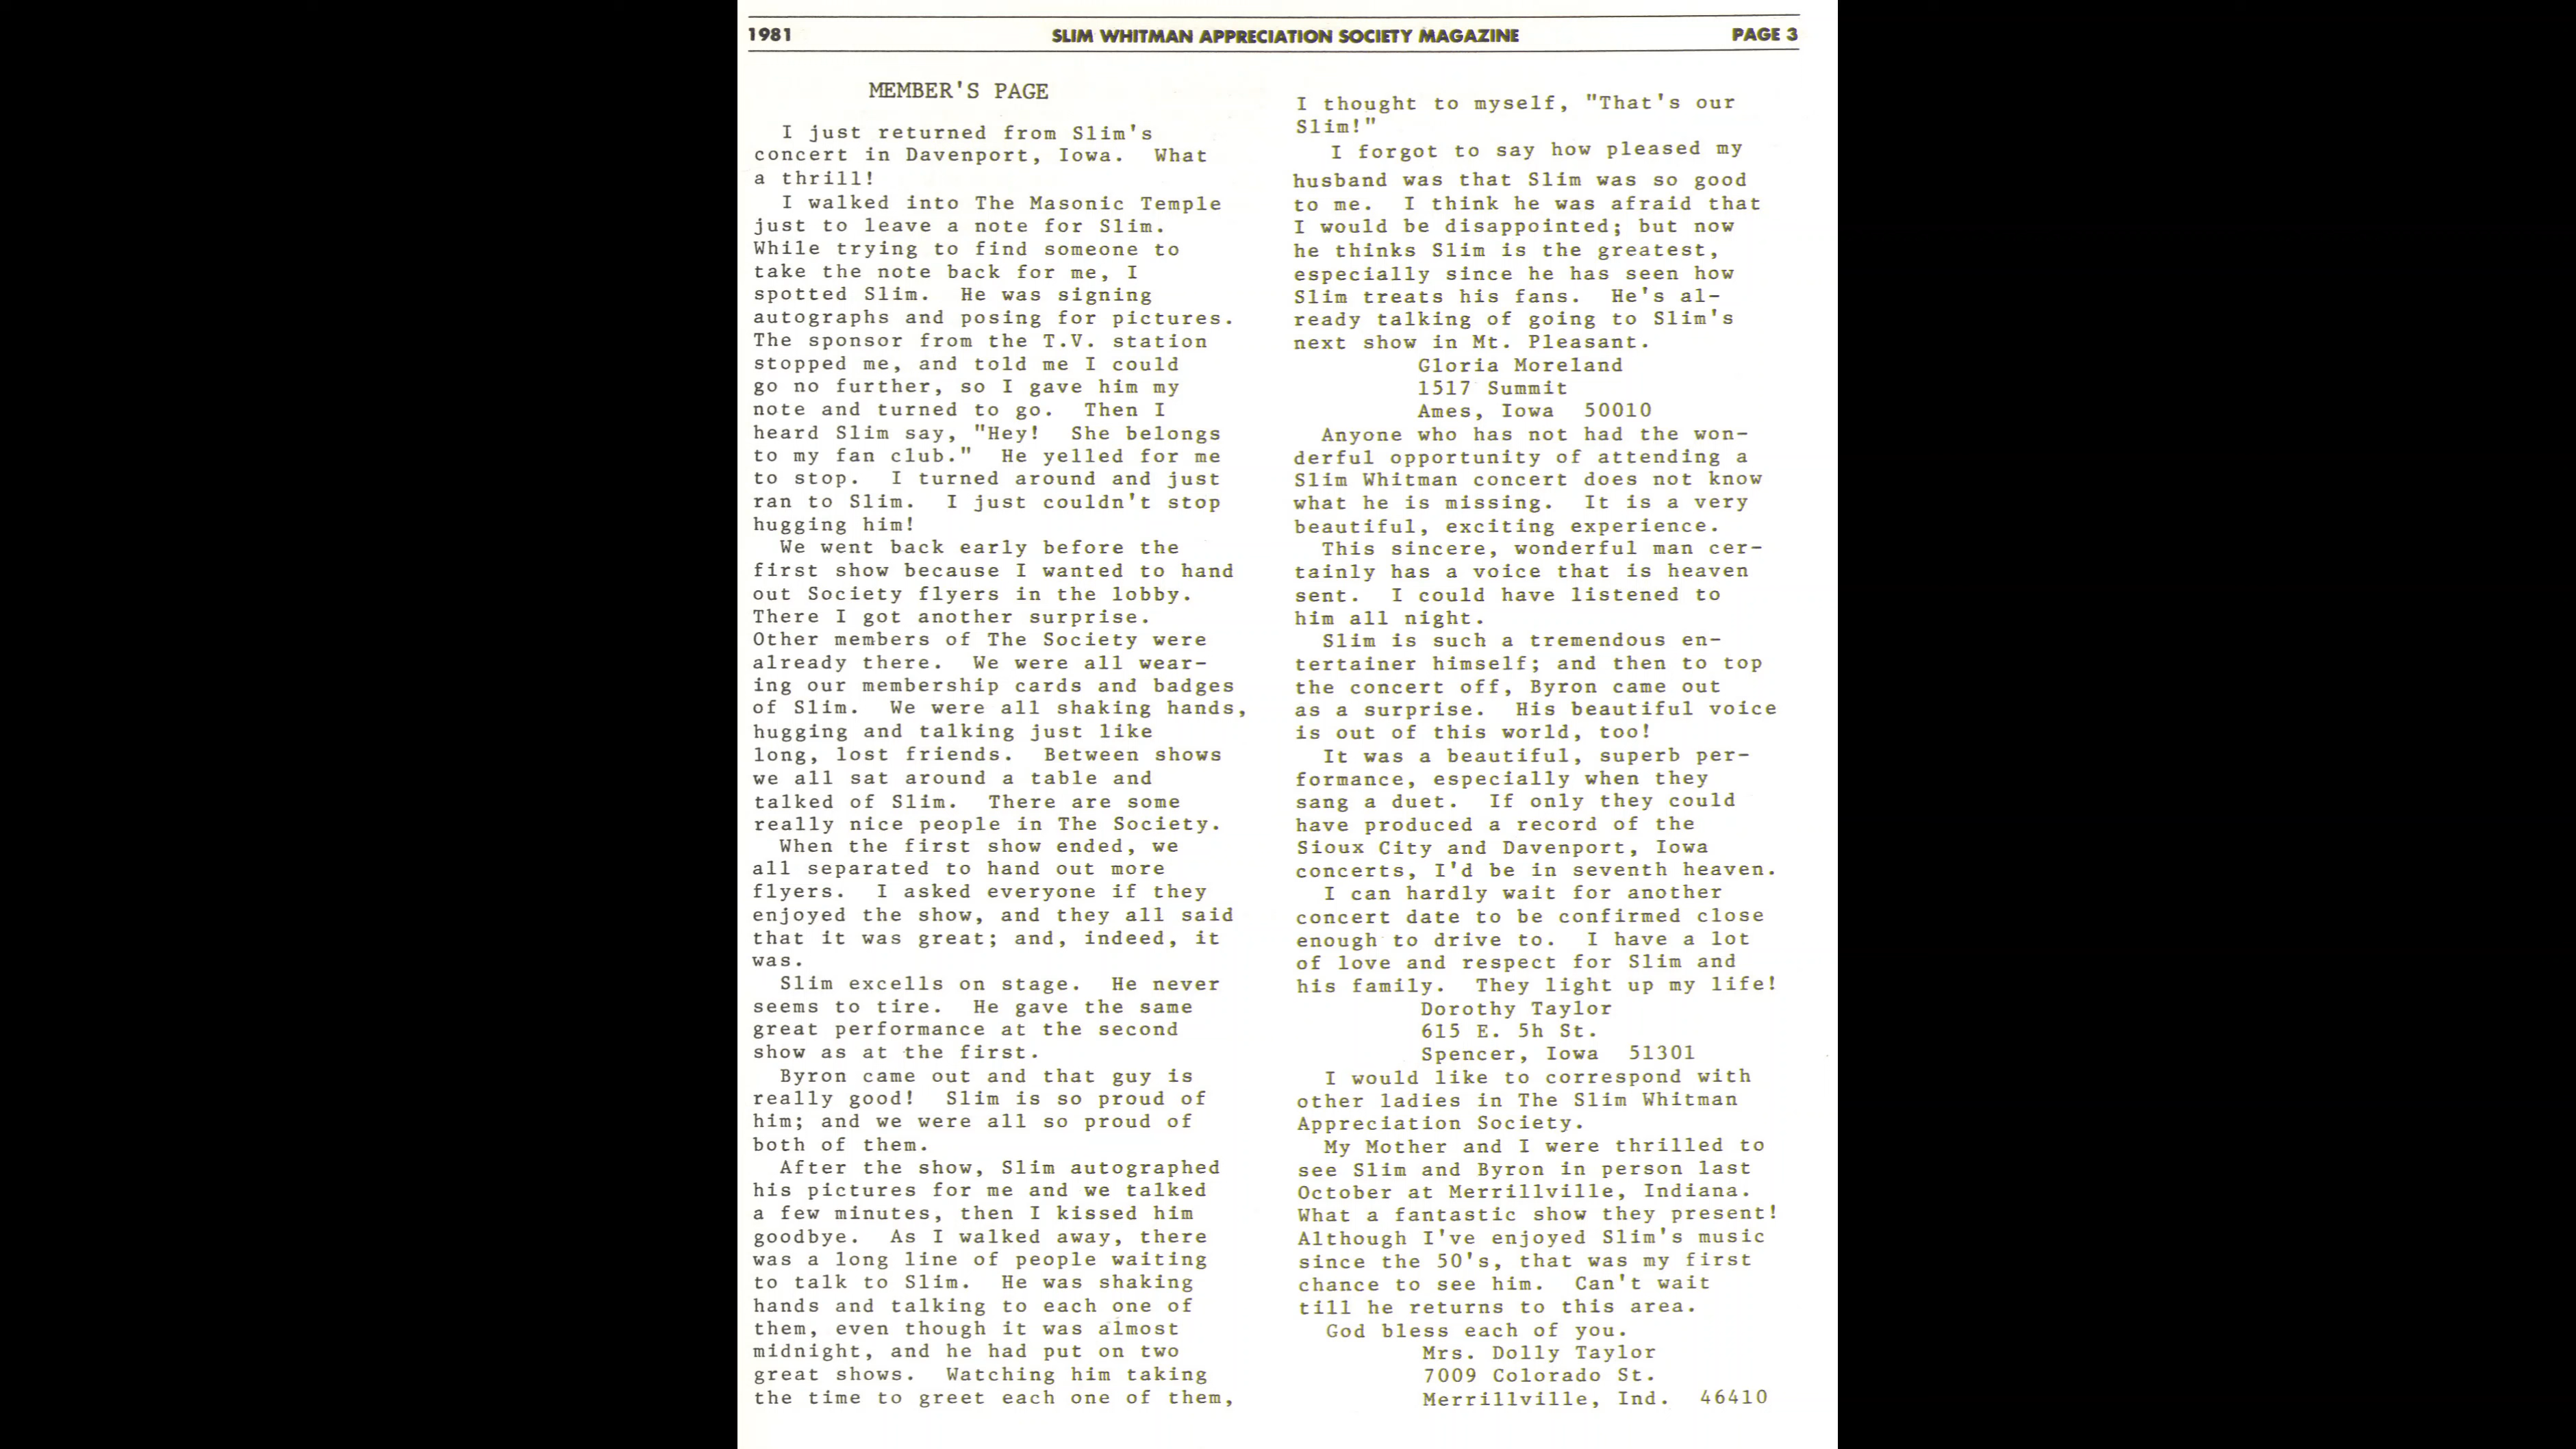 1981
SLIM WHITMAN APPRECIATION SOCIETY MAGAZINE
PAGE 3
MEMBER'S PAGE
I just returned from Slim's
concert in Davenport, Iowa. What
a thrill!
I walked into The Masonic Temple
just to leave a note for Slim.
While trying to find someone to
take the note back for me, I
spotted Slim. He was signing
autographs and posing for pictures.
The sponsor from the T.V. station
stopped me, and told me I could
go no further, so I gave him my
note and turned to go. Then I
heard Slim say, "Hey! She belongs
to my fan club." He yelled for me
to stop. I turned around and just
ran to Slim. I just couldn't stop
hugging him!
We went back early before the
first show because I wanted to hand
out Society flyers in the lobby.
There I got another surprise.
Other members of The Society were
already there. We were all wear-
ing our membership cards and badges
of Slim. We were all shaking hands,
hugging and talking just like
long, lost friends. Between shows
we all sat around a table and
talked of Slim. There are some
really nice people in The Society.
When the first show ended, we
all separated to hand out more
flyers. I asked everyone if they
enjoyed the show, and they all said
that it was great; and, indeed, it
was.
Slim excells on stage. He never
seems to tire. He gave the same
great performance at the second
show as at the first.
Byron came out and that guy is
really good! Slim is so proud of
him; and we were all so proud of
both of them.
After the show, Slim autographed
his pictures for me and we talked
a few minutes, then I kissed him
goodbye. As I walked away, there
was a long line of people waiting
to talk to Slim. He was shaking
hands and talking to each one of
them, even though it was almost
midnight, and he had put on two
great shows. Watching him taking
the time to greet each one of them,
I thought to myself, "That's our
Slim!"
I forgot to say how pleased my
husband was that Slim was so good
to me. I think he was afraid that
I would be disappointed; but now
he thinks Slim is the greatest,
especially since he has seen how
Slim treats his fans. He's al-
ready talking of going to Slim's
next show in Mt. Pleasant.
Gloria Moreland
1517 Summit
Ames, Iowa 50010
Anyone who has not had the won-
derful opportunity of attending a
Slim Whitman concert does not know
what he is missing. It is a very
beautiful, exciting experience.
This sincere, wonderful man cer-
tainly has a voice that is heaven
sent. I could have listened to
him all night.
Slim is such a tremendous en-
tertainer himself; and then to top
the concert off, Byron came out
as a surprise. His beautiful voice
is out of this world, too!
It was a beautiful, superb per-
formance, especially when they
sang a duet. If only they could
have produced a record of the
Sioux City and Davenport, Iowa
concerts, I'd be in seventh heaven.
I can hardly wait for another
concert date to be confirmed close
enough to drive to. I have a lot
of love and respect for Slim and
his family. They light up my life!
Dorothy Taylor
615 E. 5h St.
Spencer, Iowa 51301
I would like to correspond with
other ladies in The Slim Whitman
Appreciation Society.
My Mother and I were thrilled to
see Slim and Byron in person last
October at Merrillville, Indiana.
What a fantastic show they present!
Although I've enjoyed Slim's music
since the 50's, that was my first
chance to see him. Can't wait
till he returns to this area.
God bless each of you.
Mrs. Dolly Taylor
7009 Colorado St.
Merrillville, Ind. 46410